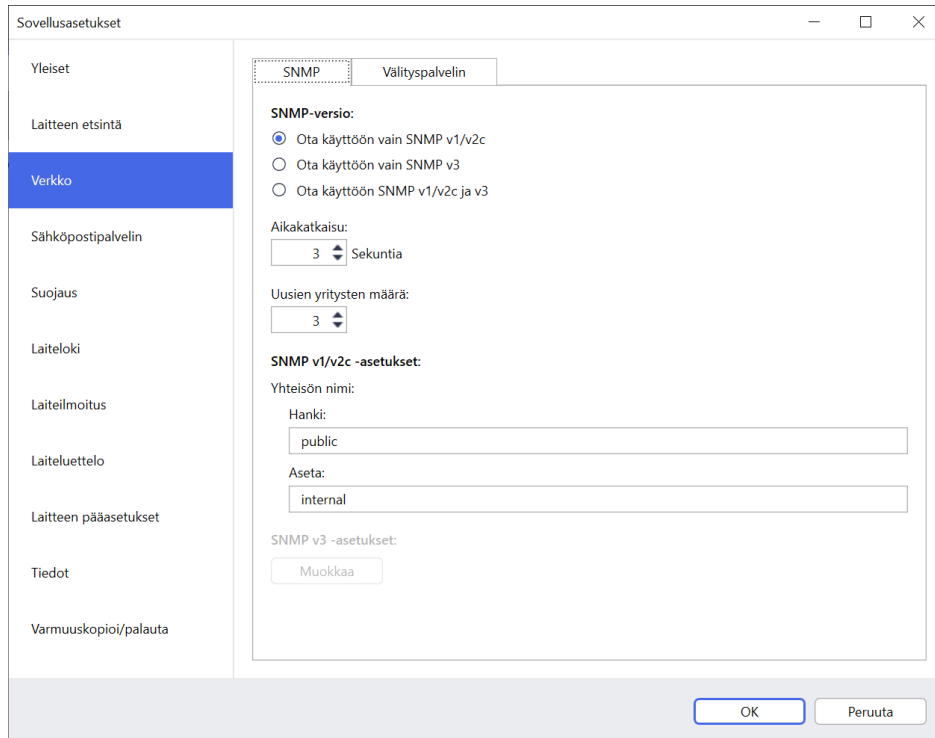 Sovellusasetukset
Yleiset
Laitteen etsintä
Verkko
Sähköpostipalvelin
Suojaus
Laiteloki
Laiteilmoitus
Laiteluettelo
Laitteen pääasetukset
Tiedot
Varmuuskopioi/palauta
SNMP
Välityspalvelin
SNMP-versio:
Ota käyttöön vain SNMP v1/v2c
Ota käyttöön vain SNMP v3
Ota käyttöön SNMP v1/v2c ja v3
Aikakatkaisu:
3 Sekuntia
Uusien yritysten määrä:
3
SNMP v1/v2c -asetukset:
Yhteisön nimi:
Hanki:
public
Aseta:
internal
SNMP v3 -asetukset:
Muokkaa
OK
Peruuta